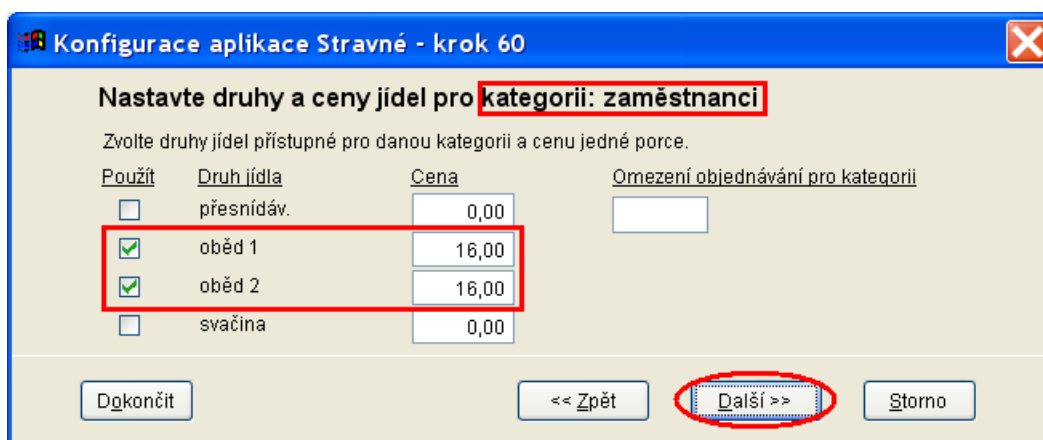 Konfigurace aplikace Stravné - krok 60
Nastavte druhy a ceny jídel pro kategorii: zaměstnanci
Zvolte druhy jídel přístupné pro danou kategorii a cenu jedné porce.
Použít Druh jídla Cena Omezení objednávání pro kategorii
přesnídáv. 0,00
oběd 1 16,00
oběd 2 16,00
svačina 0,00
Dokončit << Zpět Další >> Storno